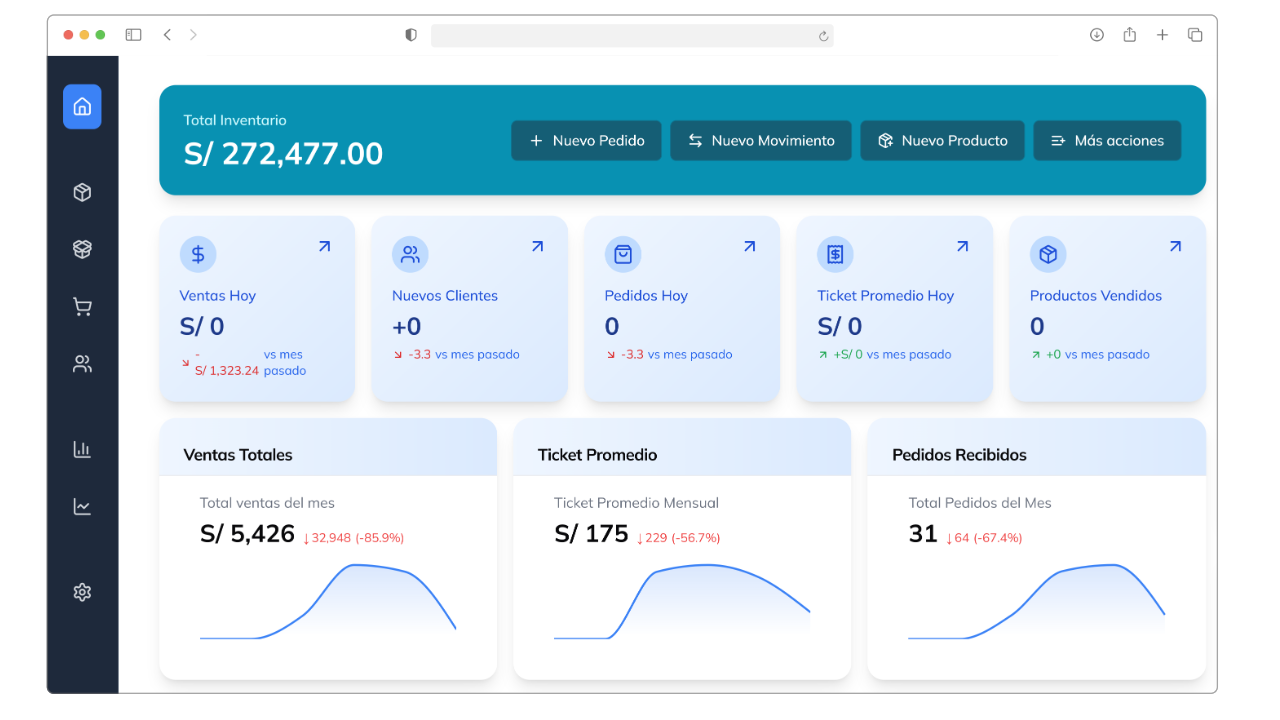 Total Inventario
S/ 272,477.00
Nuevo Pedido
Nuevo Movimiento
Nuevo Producto
Más acciones
Ventas Hoy
S/ 0
- S/ 1,323.24 vs mes pasado
Nuevos Clientes
+0
-3.3 vs mes pasado
Pedidos Hoy
0
-3.3 vs mes pasado
Ticket Promedio Hoy
S/ 0
+S/ 0 vs mes pasado
Productos Vendidos
0
+0 vs mes pasado
Ventas Totales
Total ventas del mes
S/ 5,426 ↓32,948 (-85.9%)
Ticket Promedio
Ticket Promedio Mensual
S/ 175 ↓229 (-56.7%)
Pedidos Recibidos
Total Pedidos del Mes
31 ↓64 (-67.4%)